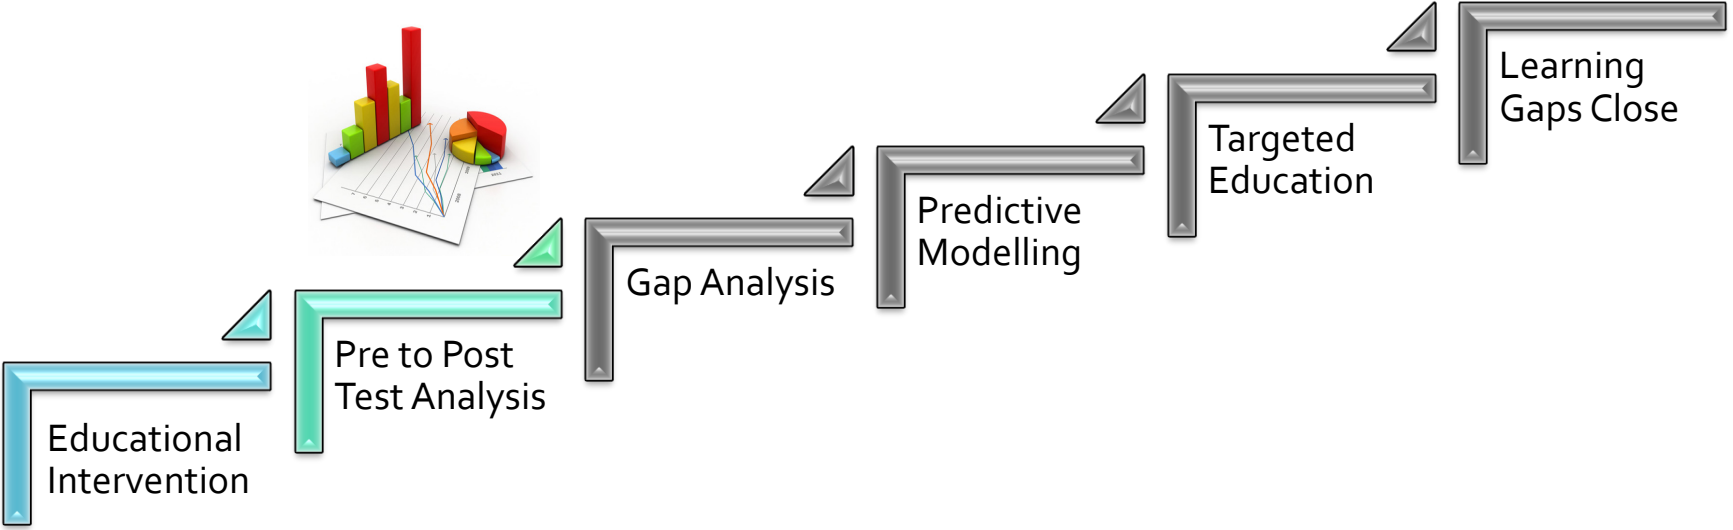 Educational
Intervention
Pre to Post
Test Analysis
Gap Analysis
Predictive
Modelling
Targeted
Education
Learning
Gaps Close